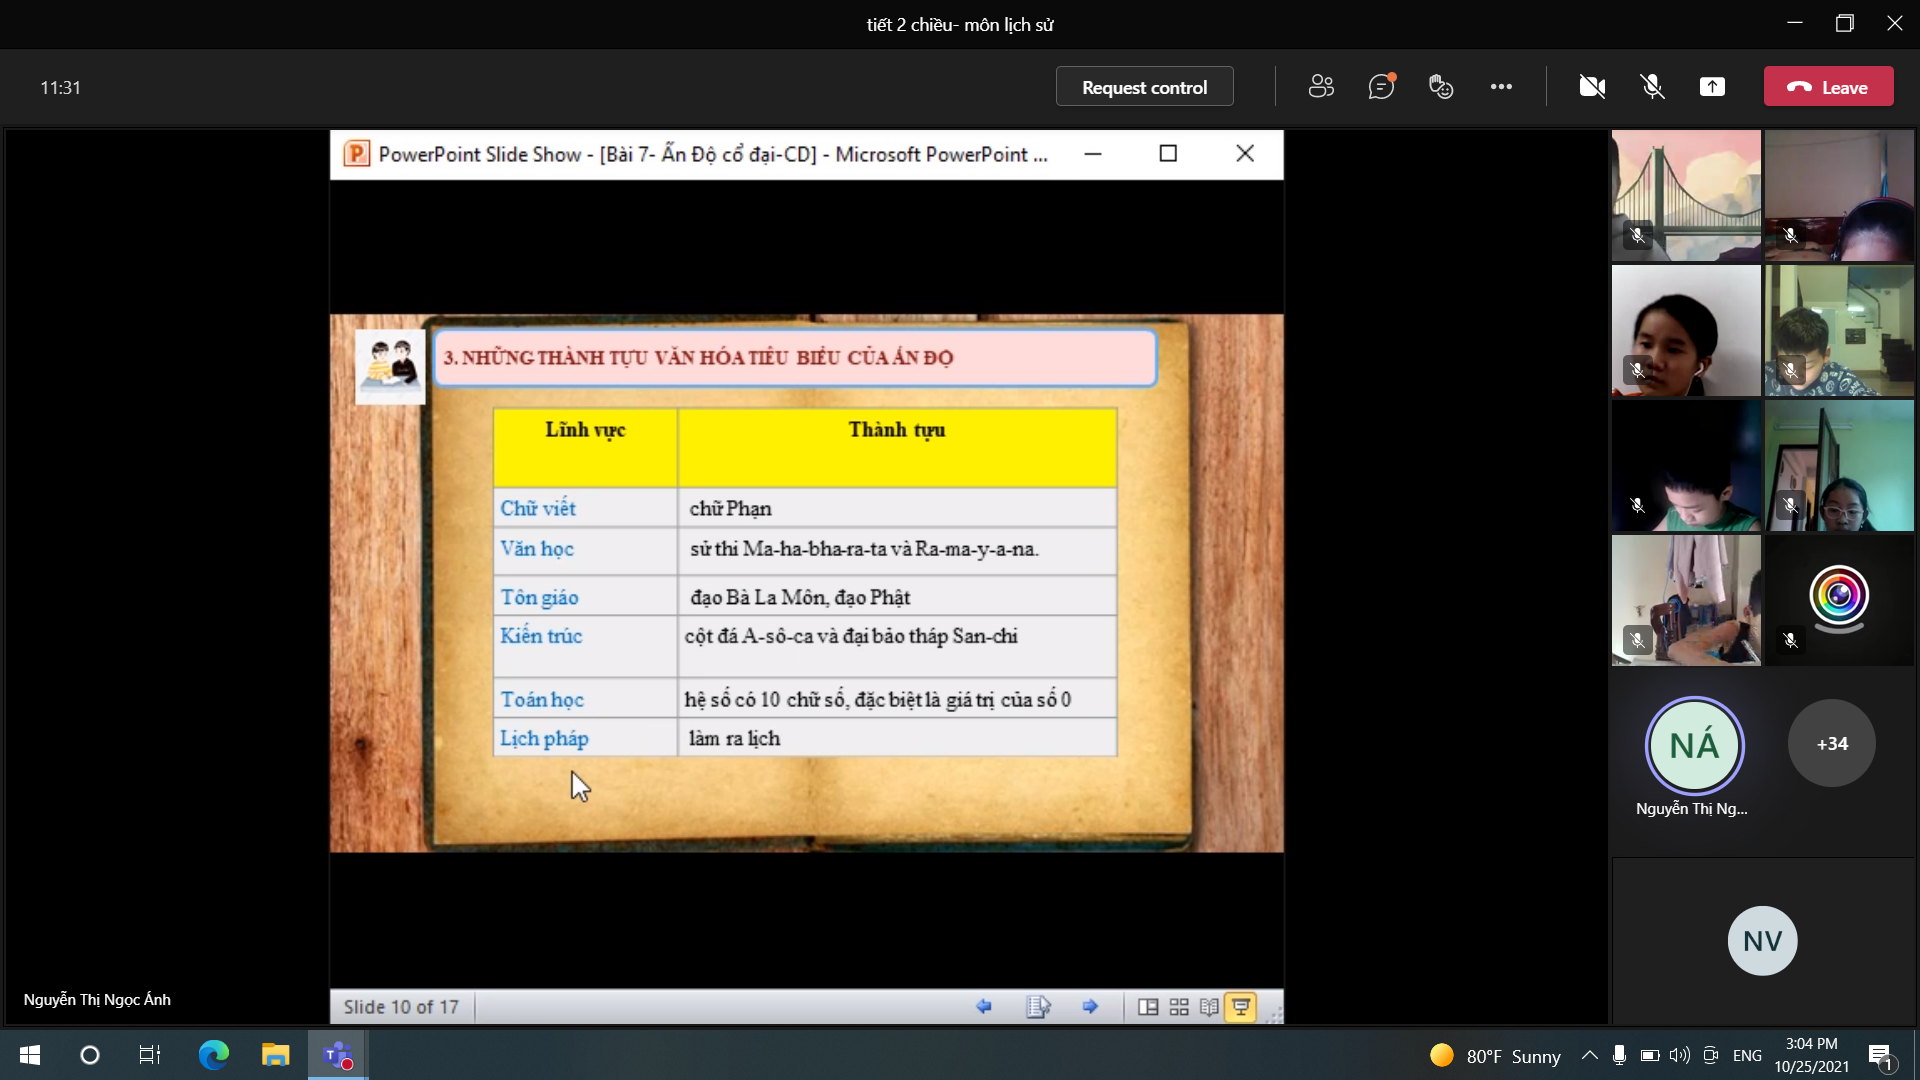 tiết 2 chiều- môn lịch sử
11:31
Request control
Leave
PowerPoint Slide Show - [Bài 7- Ấn Độ cổ đại-CD] - Microsoft PowerPoint ...
3. NHỮNG THÀNH TỰU VĂN HÓA TIÊU BIỂU CỦA ẤN ĐỘ
Lĩnh vực
Thành tựu
Chữ viết
chữ Phạn
Văn học
sử thi Ma-ha-bha-ra-ta và Ra-ma-y-a-na.
Tôn giáo
đạo Bà La Môn, đạo Phật
Kiến trúc
cột đá A-sô-ca và đại bảo tháp San-chi
Toán học
hệ số có 10 chữ số, đặc biệt là giá trị của số 0
Lịch pháp
làm ra lịch
NÁ
+34
Nguyễn Thị Ng...
NV
Nguyễn Thị Ngọc Ánh
Slide 10 of 17
80°F Sunny
ENG
3:04 PM
10/25/2021
1